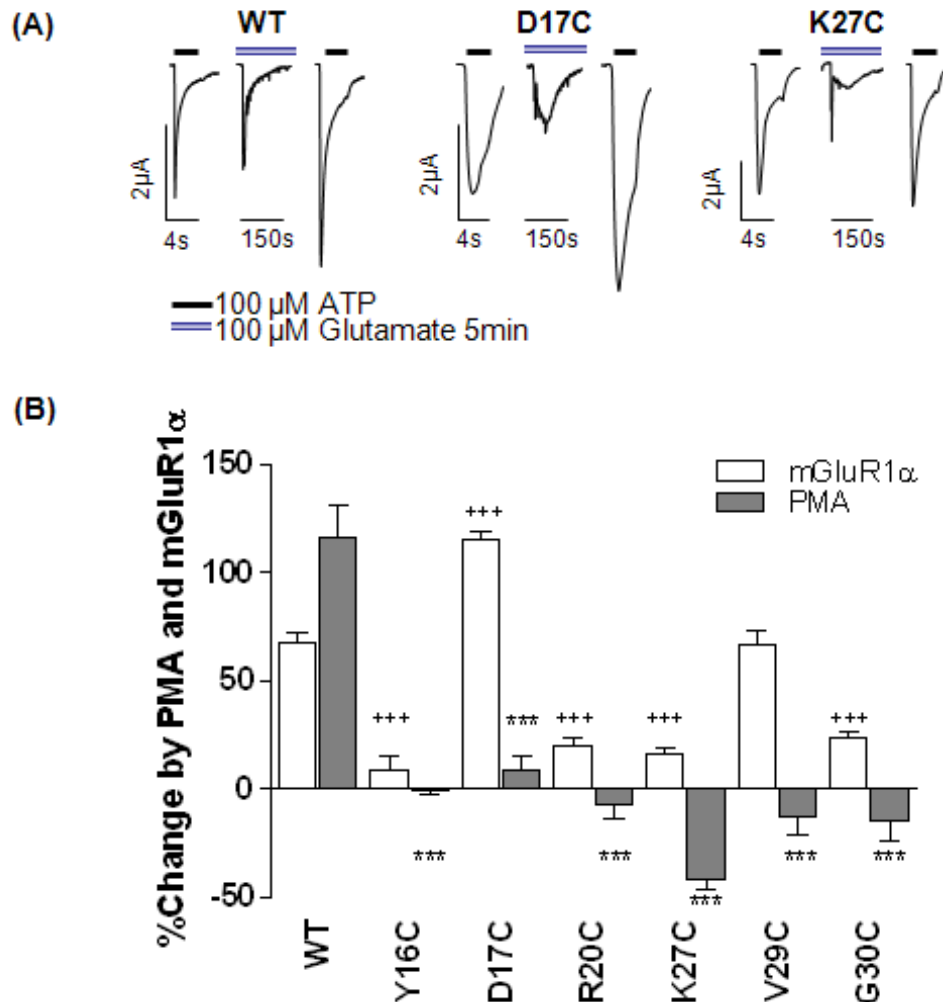 (A)
WT
D17C
K27C
2µA
4s
150s
2µA
4s
150s
2µA
4s
150s
100 µM ATP
100 µM Glutamate 5min
(B)
%Change by PMA and mGluR1α
150
100
50
0
-50
mGluR1α
PMA
+++
***
+++
***
+++
***
+++
***
***
+++
***
WT
Y16C
D17C
R20C
K27C
V29C
G30C